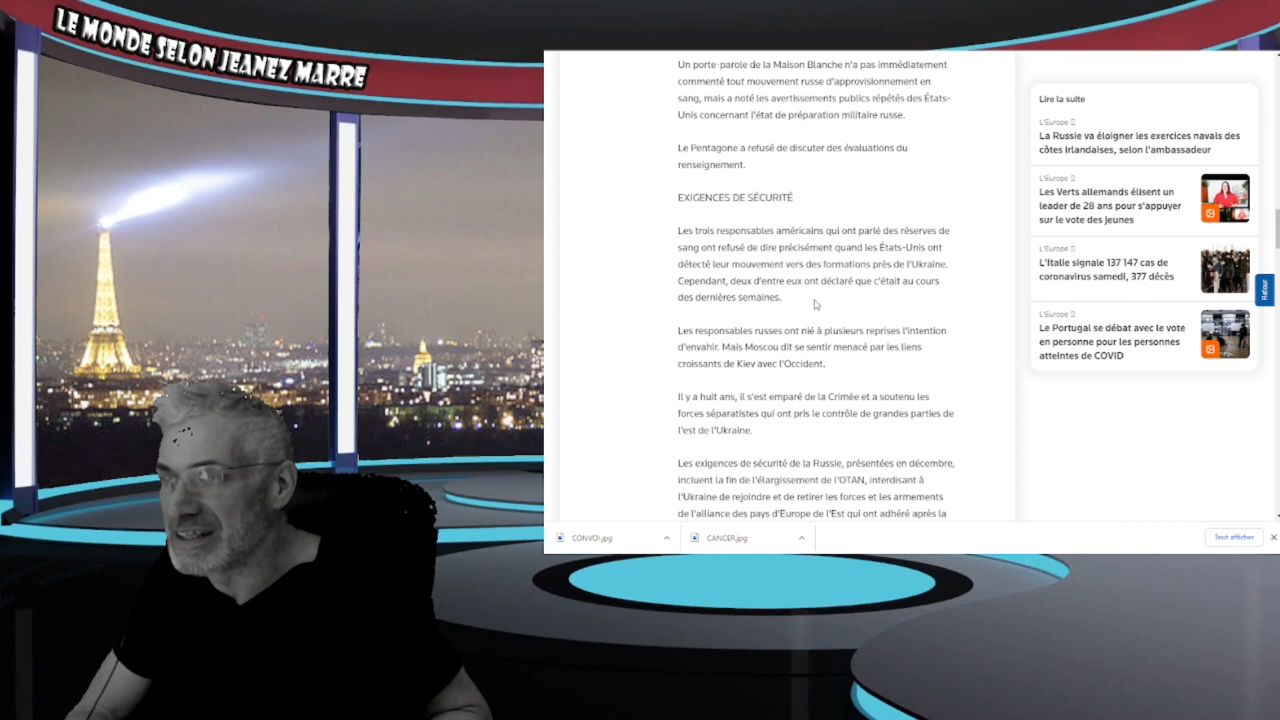 LE MONDE SELON JEANEZ MARRE
Un porte-parole de la Maison Blanche n'a pas immédiatement
commenté tout mouvement russe d'approvisionnement en
sang, mais a noté les avertissements publics répétés des États-
Unis concernant l'état de préparation militaire russe.
Le Pentagone a refusé de discuter des évaluations du
renseignement.
EXIGENCES DE SÉCURITÉ
Les trois responsables américains qui ont parlé des réserves de
sang ont refusé de dire précisément quand les États-Unis ont
détecté leur mouvement vers des formations près de l'Ukraine.
Cependant, deux d'entre eux ont déclaré que c'était au cours
des dernières semaines.
Les responsables russes ont nié à plusieurs reprises l'intention
d'envahir. Mais Moscou dit se sentir menacé par les liens
croissants de Kiev avec l'Occident.
Il y a huit ans, il s'est emparé de la Crimée et a soutenu les
forces séparatistes qui ont pris le contrôle de grandes parties de
l'est de l'Ukraine.
Les exigences de sécurité de la Russie, présentées en décembre,
incluent la fin de l'élargissement de l'OTAN, interdisant à
l'Ukraine de rejoindre et de retirer les forces et les armements
de l'alliance des pays d'Europe de l'Est qui ont adhéré après la
Lire la suite
L'Europe
La Russie va éloigner les exercices navals des
côtes irlandaises, selon l'ambassadeur
L'Europe
Les Verts allemands élisent un
leader de 28 ans pour s'appuyer
sur le vote des jeunes
L'Europe
L'Italie signale 137 147 cas de
coronavirus samedi, 377 décès
L'Europe
Le Portugal se débat avec le vote
en personne pour les personnes
atteintes de COVID
Retour
CONVOI.jpg
CANCER.jpg
Tout afficher